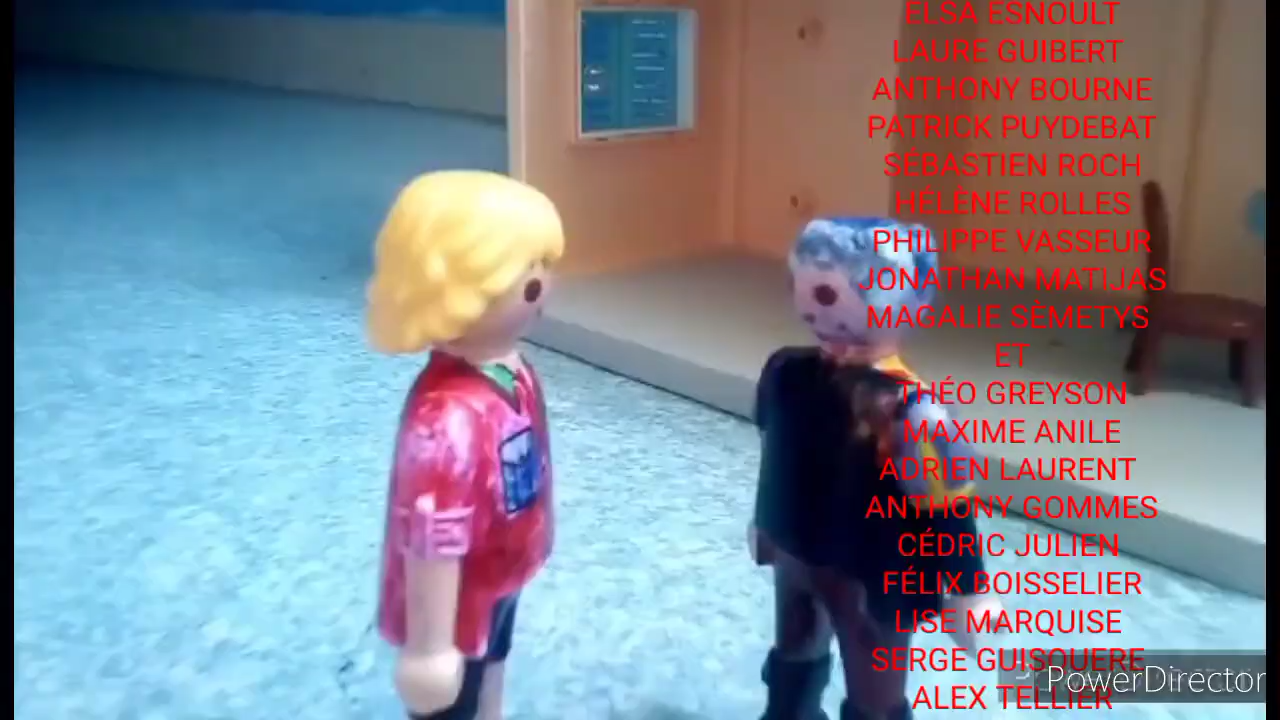 ELSA ESNOULT
LAURE GUIBERT
ANTHONY BOURNE
PATRICK PUYDEBAT
SÉBASTIEN ROCH
HÉLÈNE ROLLES
PHILIPPE VASSEUR
JONATHAN MATIJAS
MAGALIE SÈMETYS
ET
THÉO GREYSON
MAXIME ANILE
ADRIEN LAURENT
ANTHONY GOMMES
CÉDRIC JULIEN
FÉLIX BOISSELIER
LISE MARQUISE
SERGE GUISQUERE
PowerDirector
ALEX TELLIER